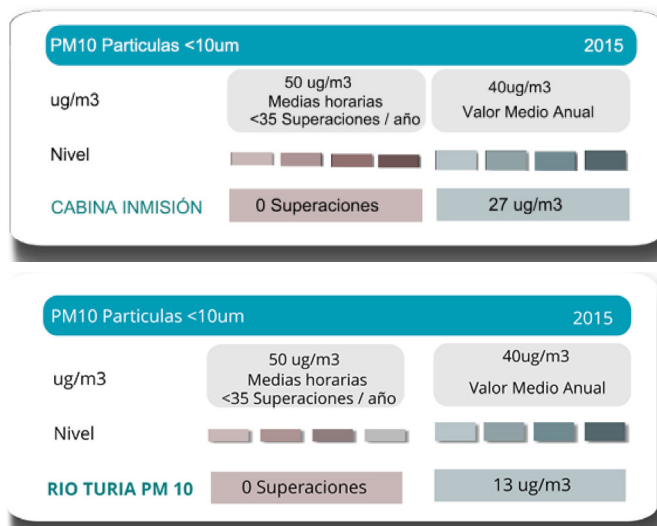 PM10 Particulas <10um 2015
ug/m3
50 ug/m3
Medias horarias
<35 Superaciones / año
40ug/m3
Valor Medio Anual
Nivel
CABINA INMISIÓN 0 Superaciones 27 ug/m3
PM10 Particulas <10um 2015
ug/m3
50 ug/m3
Medias horarias
<35 Superaciones / año
40ug/m3
Valor Medio Anual
Nivel
RIO TURIA PM 10 0 Superaciones 13 ug/m3